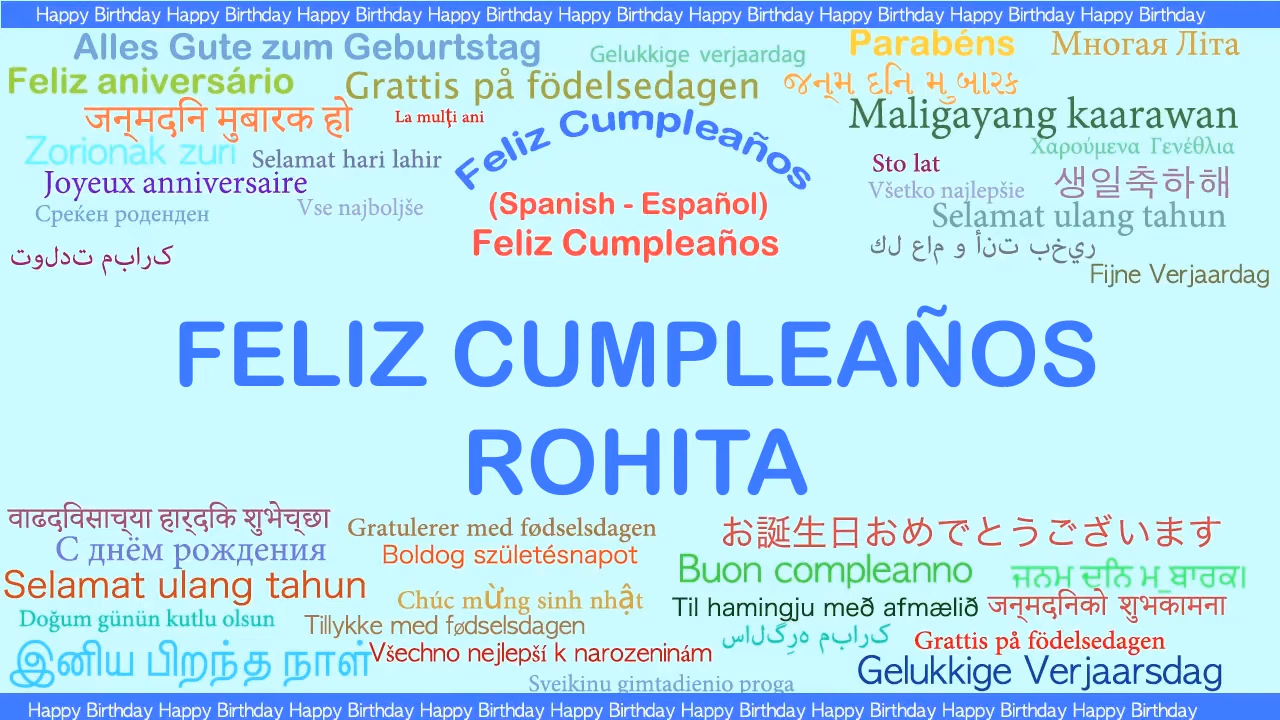 Happy Birthday Happy Birthday Happy Birthday Happy Birthday Happy Birthday Happy Birthday Happy Birthday Happy Birthday Happy Birthday
Alles Gute zum Geburtstag
Gelukkige verjaardag
Parabéns
Многая Літа
Feliz aniversário
Grattis på födelsedagen
જન્મ દિન મુબારક
जन्मदिन मुबारक हो
La mulţi ani
Feliz Cumpleaños
Maligayang kaarawan
Zorionak zuri
Selamat hari lahir
Sto lat
Χαρούμενα Γενέθλια
Joyeux anniversaire
(Spanish - Español)
Všetko najlepšie
생일축하해
Среќен роденден
Vse najboljše
Feliz Cumpleaños
Selamat ulang tahun
تولدت مبارک
كل عام و أنت بخير
Fijne Verjaardag
FELIZ CUMPLEAÑOS
ROHITA
वाढदिवसाच्या हार्दिक शुभेच्छा
Gratulerer med fødselsdagen
お誕生日おめでとうございます
С днём рождения
Boldog születésnapot
Buon compleanno
ਜਨਮ ਦਿਨ ਮੁਬਾਰਕ।
Selamat ulang tahun
Chúc mừng sinh nhật
Til hamingju með afmælið
जन्मदिनको शुभकामना
Doğum günün kutlu olsun
Tillykke med fødselsdagen
سالگرہ مبارک
Grattis på födelsedagen
இனிய பிறந்த நாள்
Všechno nejlepší k narozeninám
Gelukkige Verjaarsdag
Sveikinu gimtadienio proga
Happy Birthday Happy Birthday Happy Birthday Happy Birthday Happy Birthday Happy Birthday Happy Birthday Happy Birthday Happy Birthday